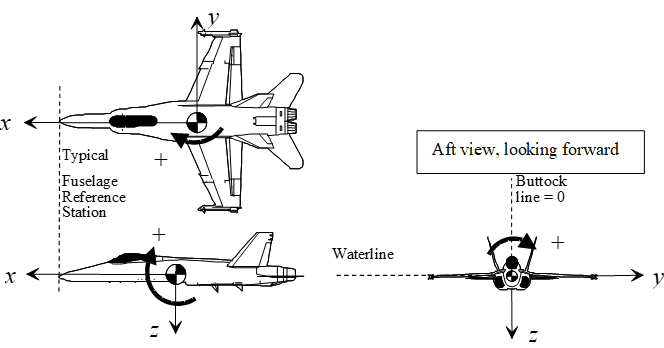 y
x
Typical
+
Fuselage
Reference
Station
Aft view, looking forward
Buttock
line = 0
+
Waterline
+
x
y
z
z